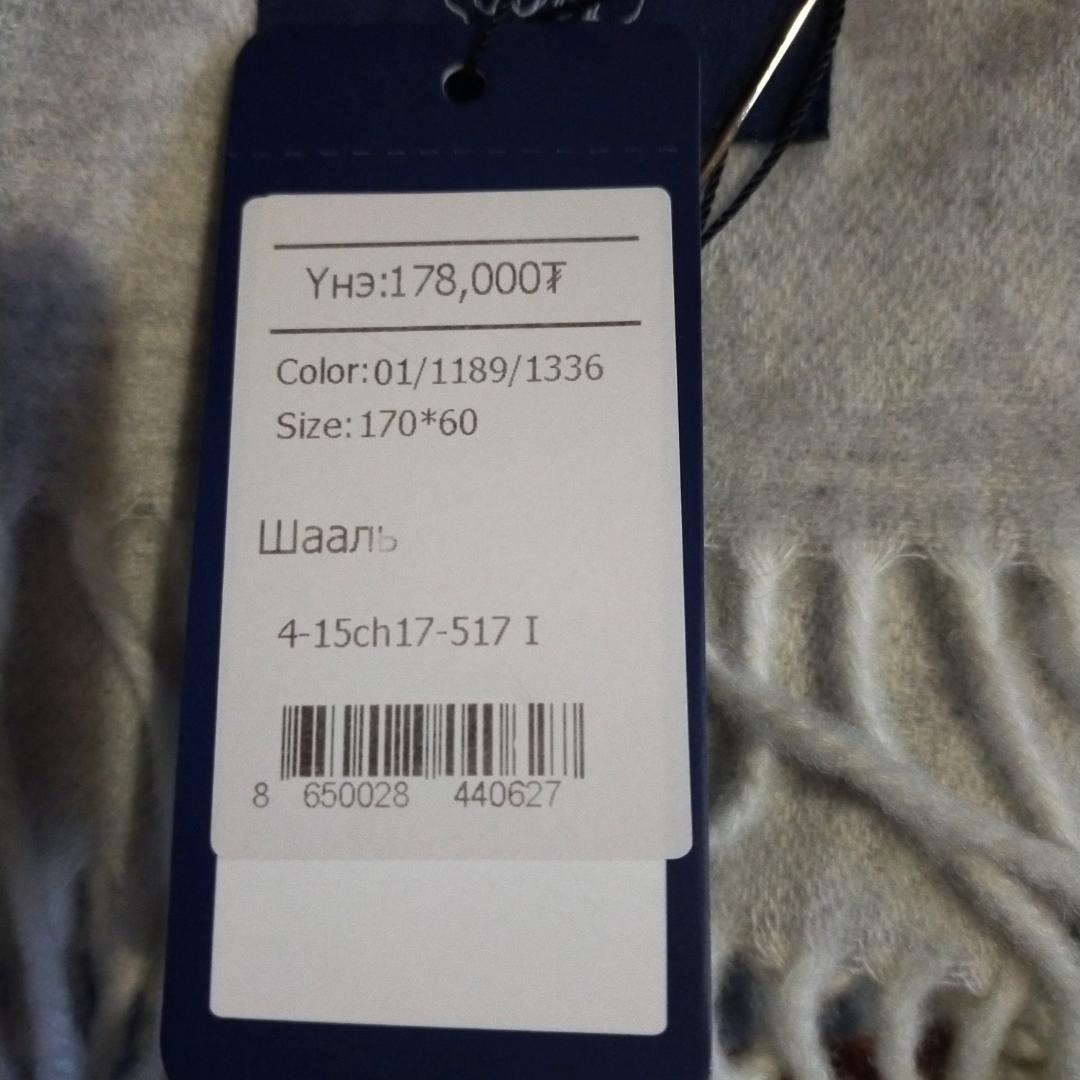 Үнэ:178,000₮
Color:01/1189/1336
Size:170*60
Шааль
4-15ch17-517 I
8 650028 440627